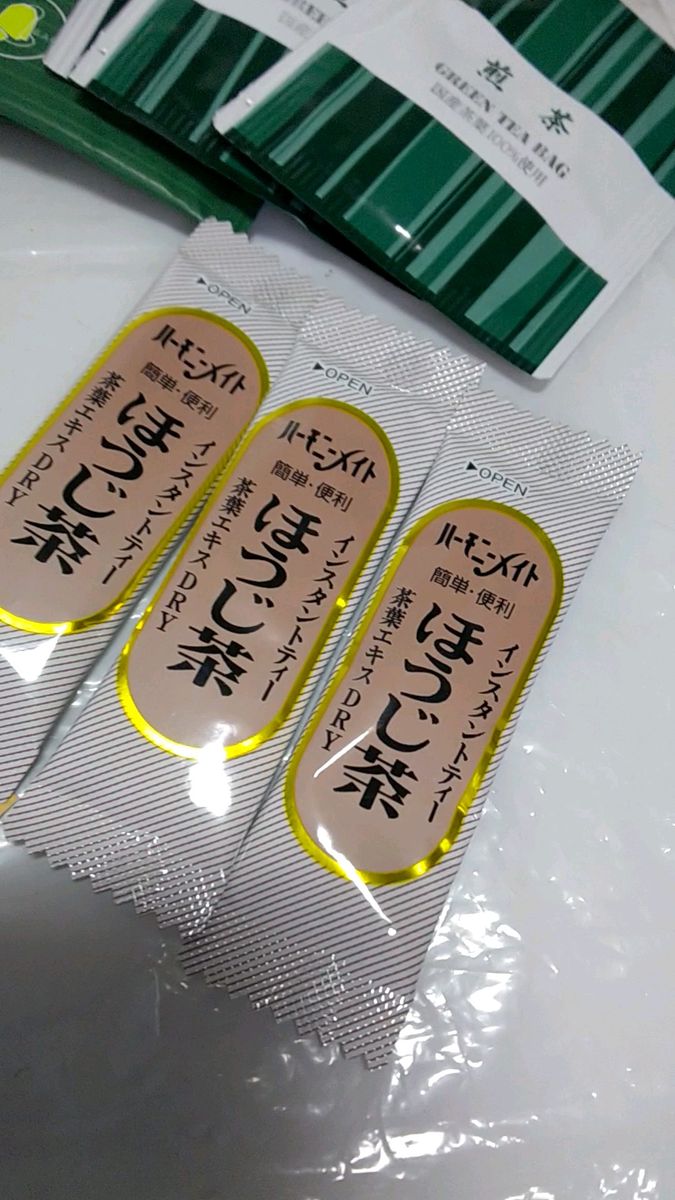 煎茶
GREEN TEA BAG
国産茶葉100%使用
▶OPEN
ハーモニーメイト
簡単・便利
インスタントティー
ほうじ茶
茶葉エキスDRY
▶OPEN
ハーモニーメイト
簡単・便利
インスタントティー
ほうじ茶
茶葉エキスDRY
▶OPEN
ハーモニーメイト
簡単・便利
インスタントティー
ほうじ茶
茶葉エキスDRY